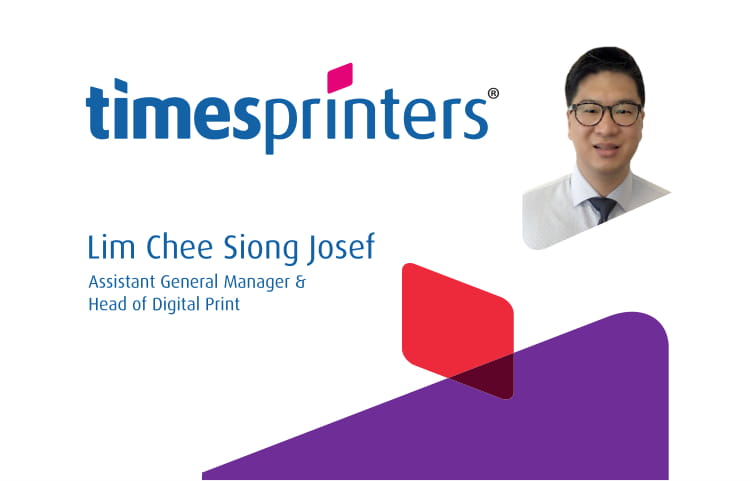 timesprinters®
Lim Chee Siong Josef
Assistant General Manager &
Head of Digital Print